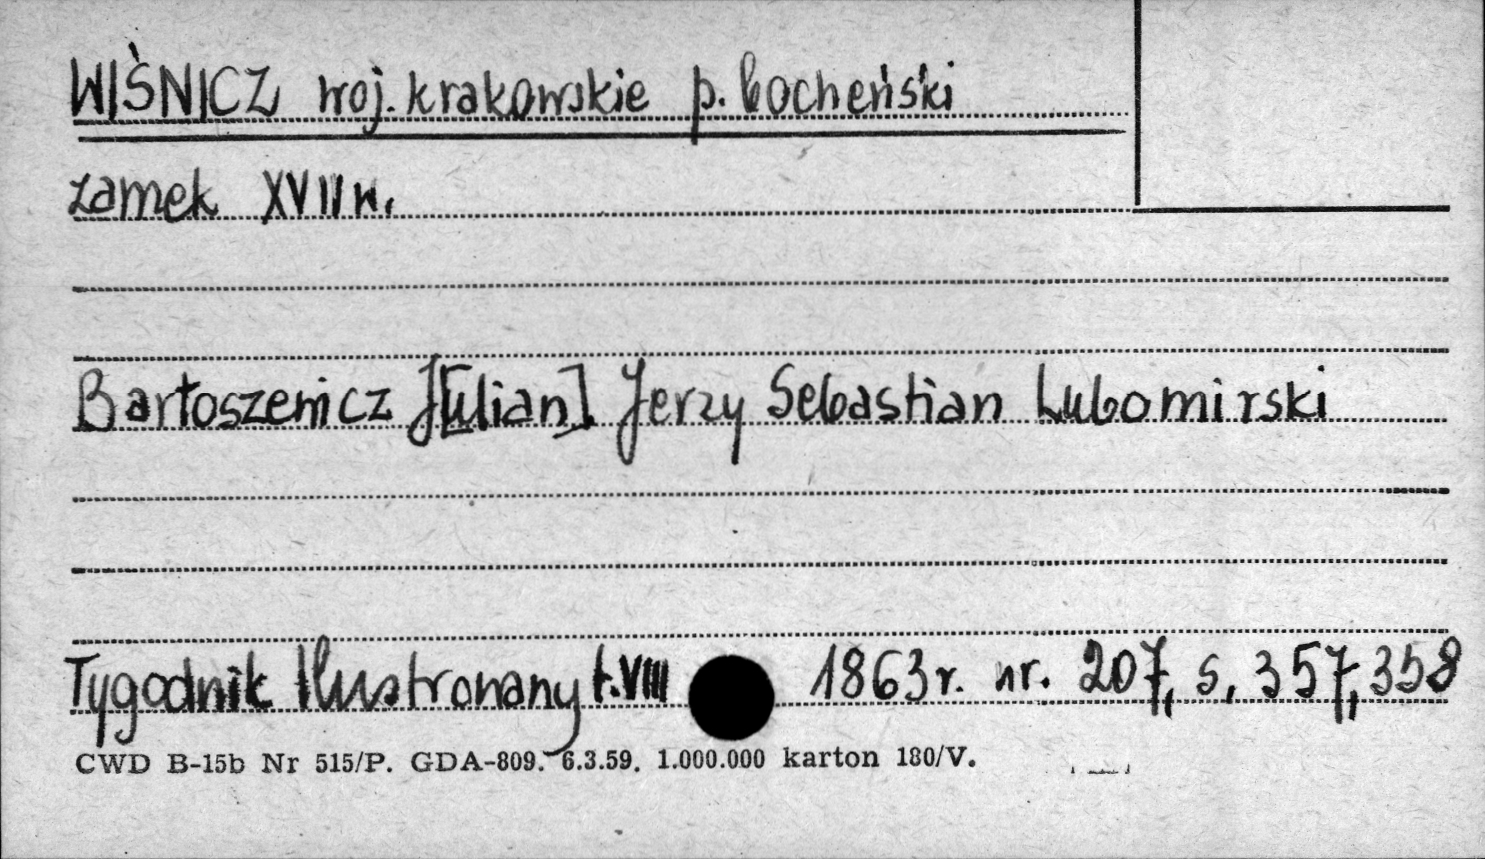 WIŚNICZ woj. krakowskie p. bocheński
zamek XVII w.
Bartoszewicz J[ulian] Jerzy Sebastian Lubomirski
Tygodnik Ilustrowany t. VIII 1863 r. nr. 207, s. 357, 358
CWD B-15b Nr 515/P. GDA-809. 6.3.59. 1.000.000 karton 180/V.